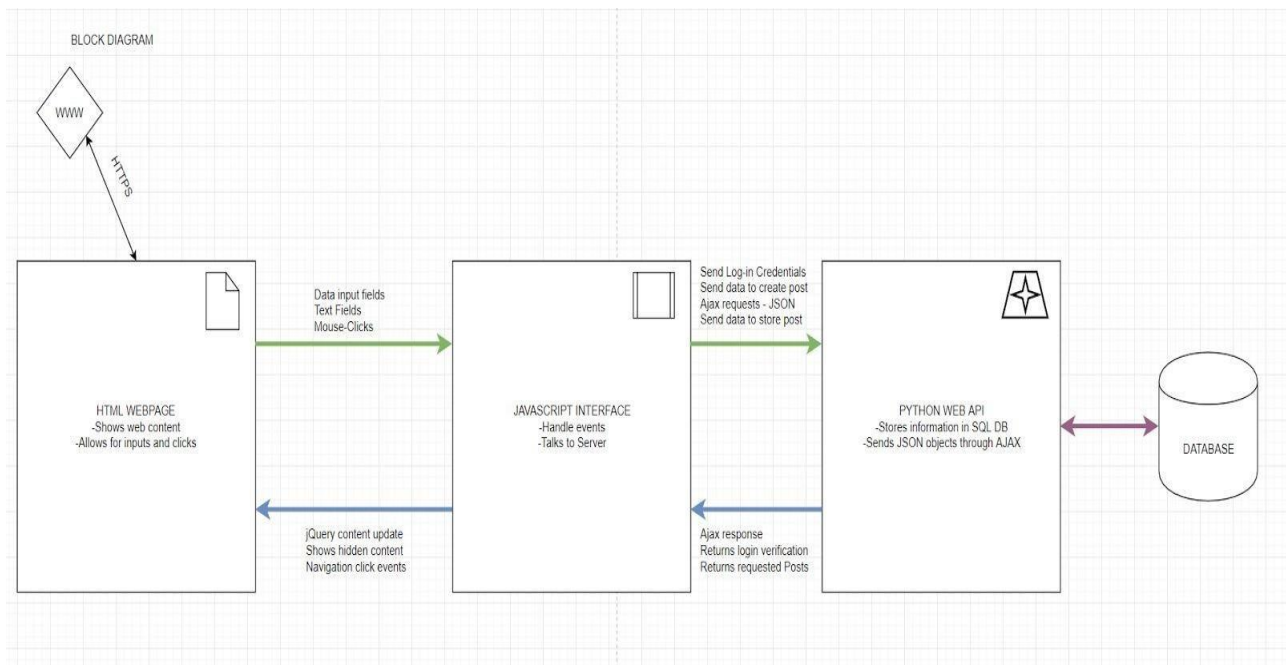 BLOCK DIAGRAM
WWW
HTTPS
HTML WEBPAGE
-Shows web content
-Allows for inputs and clicks
Data input fields
Text Fields
Mouse-Clicks
jQuery content update
Shows hidden content
Navigation click events
JAVASCRIPT INTERFACE
-Handle events
-Talks to Server
Send Log-in Credentials
Send data to create post
Ajax requests - JSON
Send data to store post
Ajax response
Returns login verification
Returns requested Posts
PYTHON WEB API
-Stores information in SQL DB
-Sends JSON objects through AJAX
DATABASE